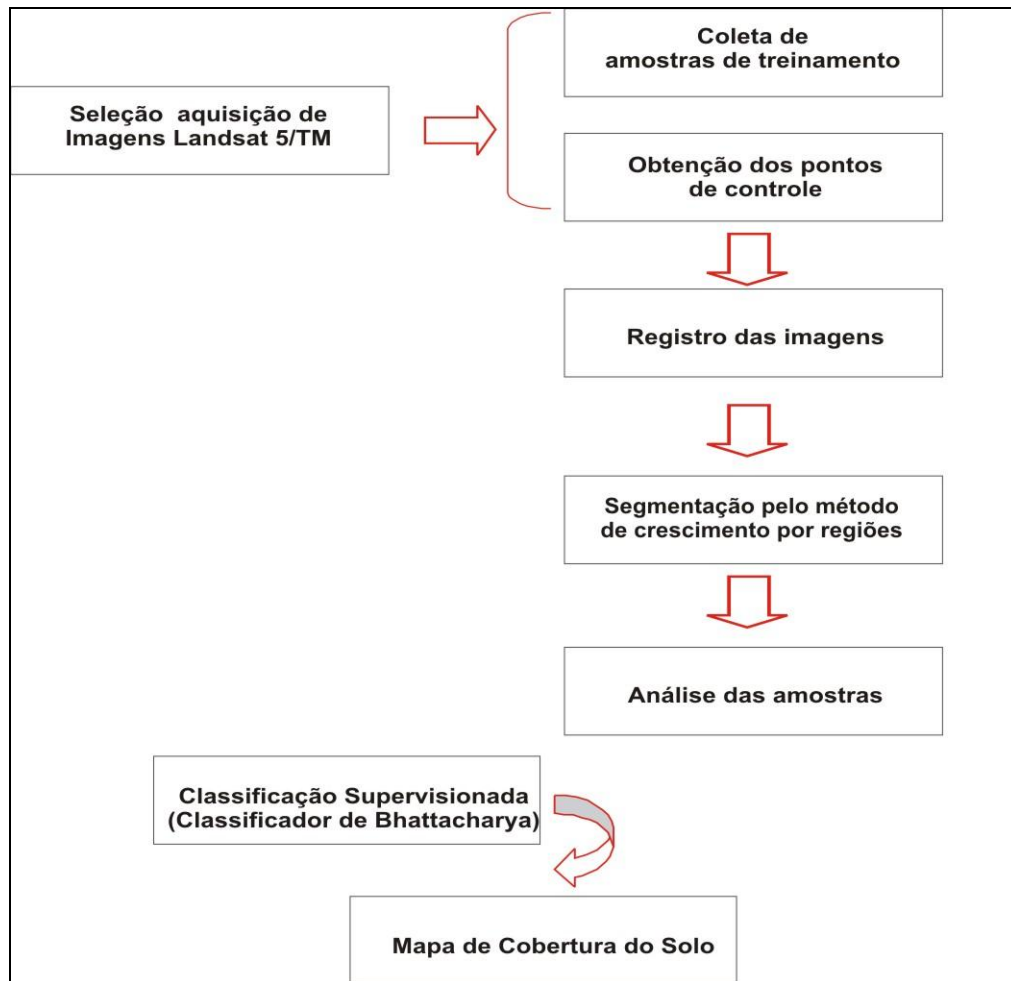 Coleta de
amostras de treinamento
Seleção aquisição de
Imagens Landsat 5/TM
Obtenção dos pontos
de controle
Registro das imagens
Segmentação pelo método
de crescimento por regiões
Análise das amostras
Classificação Supervisionada
(Classificador de Bhattacharya)
Mapa de Cobertura do Solo